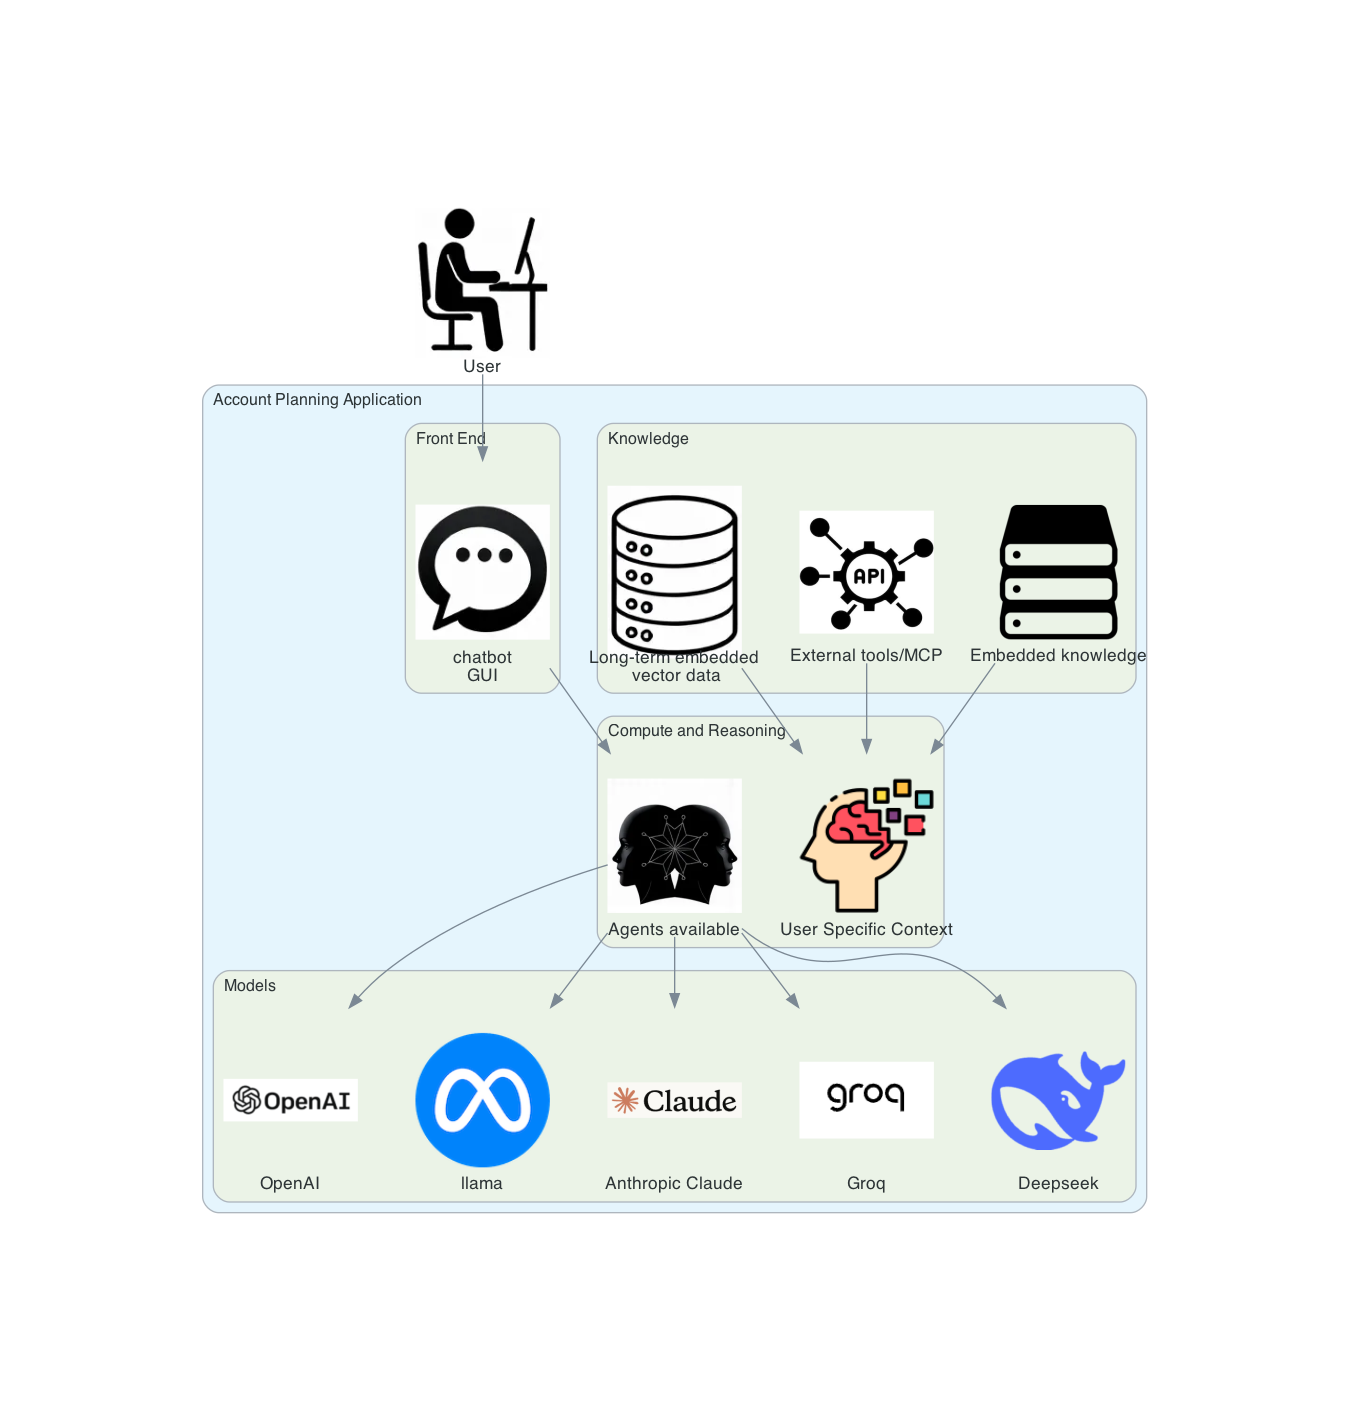 User
Account Planning Application
Front End
Knowledge
API
chatbot
GUI
Long-term embedded
vector data
External tools/MCP
Embedded knowledge
Compute and Reasoning
Agents available
User Specific Context
Models
OpenAI
Claude
groq
OpenAI
llama
Anthropic Claude
Groq
Deepseek